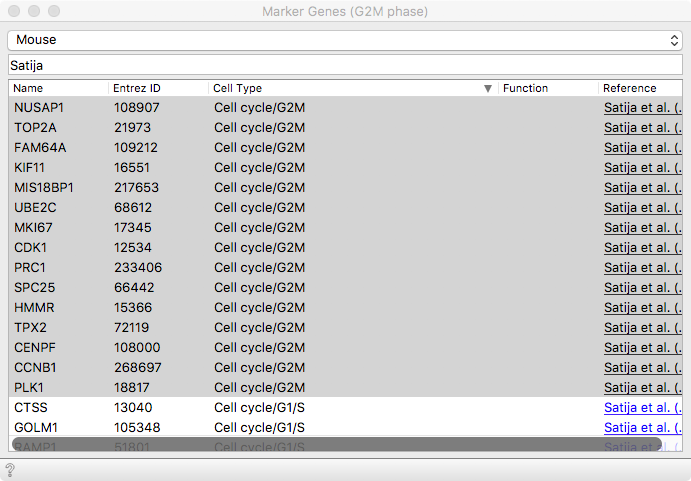 Marker Genes (G2M phase)
Mouse
Satija
Name Entrez ID Cell Type Function Reference
NUSAP1 108907 Cell cycle/G2M Satija et al. (.
TOP2A 21973 Cell cycle/G2M Satija et al. (.
FAM64A 109212 Cell cycle/G2M Satija et al. (.
KIF11 16551 Cell cycle/G2M Satija et al. (.
MIS18BP1 217653 Cell cycle/G2M Satija et al. (.
UBE2C 68612 Cell cycle/G2M Satija et al. (.
MKI67 17345 Cell cycle/G2M Satija et al. (.
CDK1 12534 Cell cycle/G2M Satija et al. (.
PRC1 233406 Cell cycle/G2M Satija et al. (.
SPC25 66442 Cell cycle/G2M Satija et al. (.
HMMR 15366 Cell cycle/G2M Satija et al. (.
TPX2 72119 Cell cycle/G2M Satija et al. (.
CENPF 108000 Cell cycle/G2M Satija et al. (.
CCNB1 268697 Cell cycle/G2M Satija et al. (.
PLK1 18817 Cell cycle/G2M Satija et al. (.
CTSS 13040 Cell cycle/G1/S Satija et al. (.
GOLM1 105348 Cell cycle/G1/S Satija et al. (.
RAMP1 51801 Cell cycle/G1/S Satija et al. (.
?